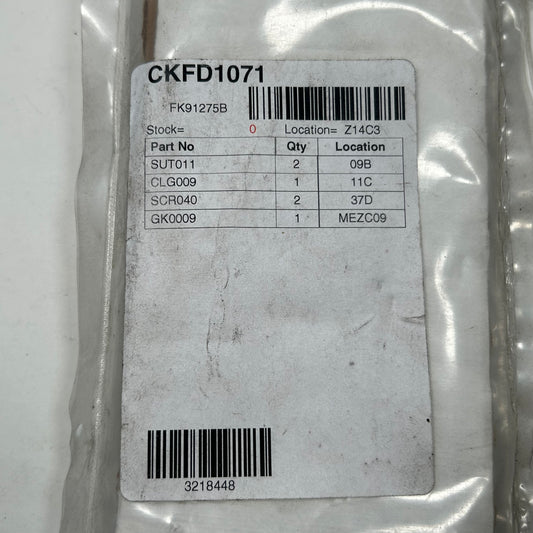 CKFD1071
FK91275B
Stock= 0 Location= Z14C3
Part No Qty Location
SUT011 2 09B
CLG009 1 11C
SCR040 2 37D
GK0009 1 MEZC09
3218448